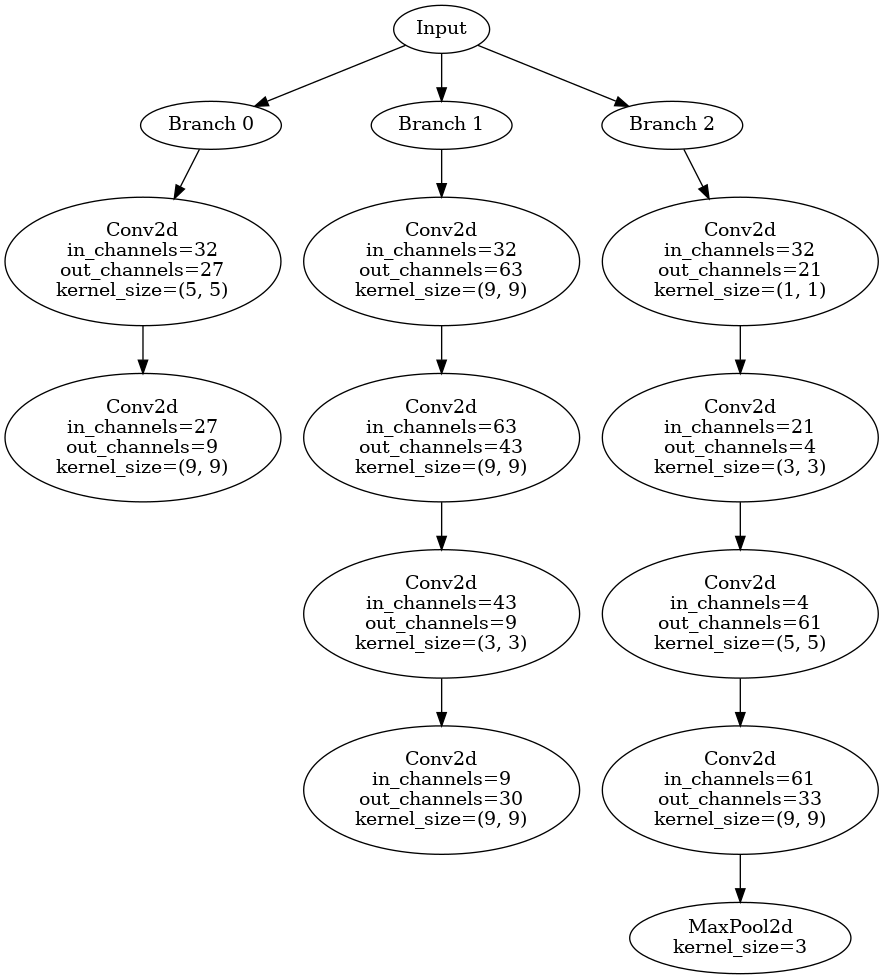 Input
Branch 0
Branch 1
Branch 2
Conv2d
in_channels=32
out_channels=27
kernel_size=(5, 5)
Conv2d
in_channels=32
out_channels=63
kernel_size=(9, 9)
Conv2d
in_channels=32
out_channels=21
kernel_size=(1, 1)
Conv2d
in_channels=27
out_channels=9
kernel_size=(9, 9)
Conv2d
in_channels=63
out_channels=43
kernel_size=(9, 9)
Conv2d
in_channels=21
out_channels=4
kernel_size=(3, 3)
Conv2d
in_channels=43
out_channels=9
kernel_size=(3, 3)
Conv2d
in_channels=4
out_channels=61
kernel_size=(5, 5)
Conv2d
in_channels=9
out_channels=30
kernel_size=(9, 9)
Conv2d
in_channels=61
out_channels=33
kernel_size=(9, 9)
MaxPool2d
kernel_size=3